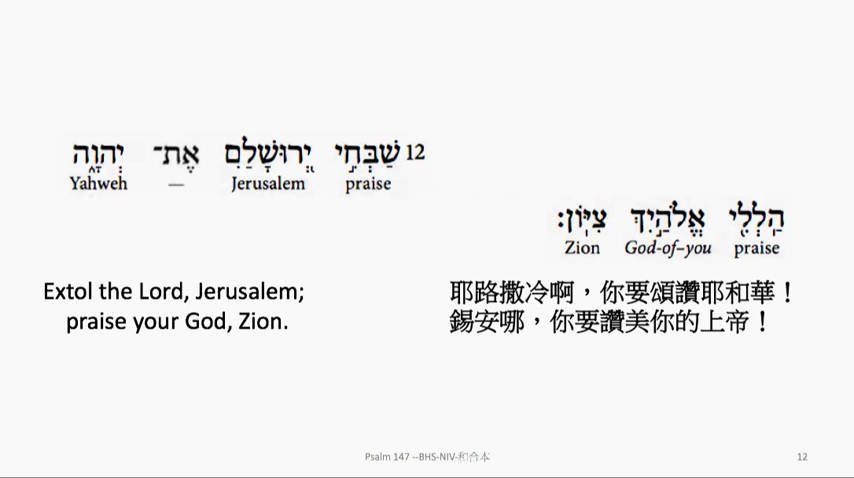 12 שַׁבְּחִ֣י יְ֭רוּשָׁלִַם אֶת־ יְהוָ֑ה
Yahweh — Jerusalem praise
הַֽלְלִ֖י אֱלֹהַ֣יִךְ צִיּֽוֹן׃
Zion God-of-you praise
Extol the Lord, Jerusalem;
praise your God, Zion.
耶路撒冷啊，你要頌讚耶和華！
錫安哪，你要讚美你的上帝！
Psalm 147 --BHS-NIV-和合本
12